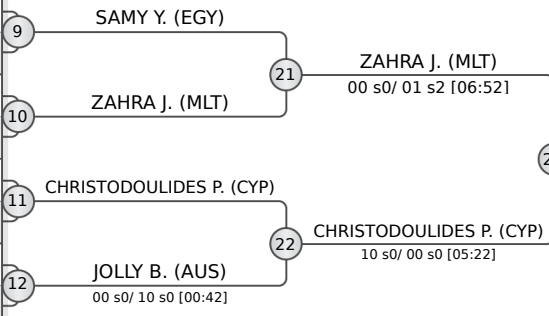 SAMY Y. (EGY)
9
21
ZAHRA J. (MLT)
00 s0/ 01 s2 [06:52]
ZAHRA J. (MLT)
10
2
CHRISTODOULIDES P. (CYP)
11
22
CHRISTODOULIDES P. (CYP)
10 s0/ 00 s0 [05:22]
JOLLY B. (AUS)
12
00 s0/ 10 s0 [00:42]